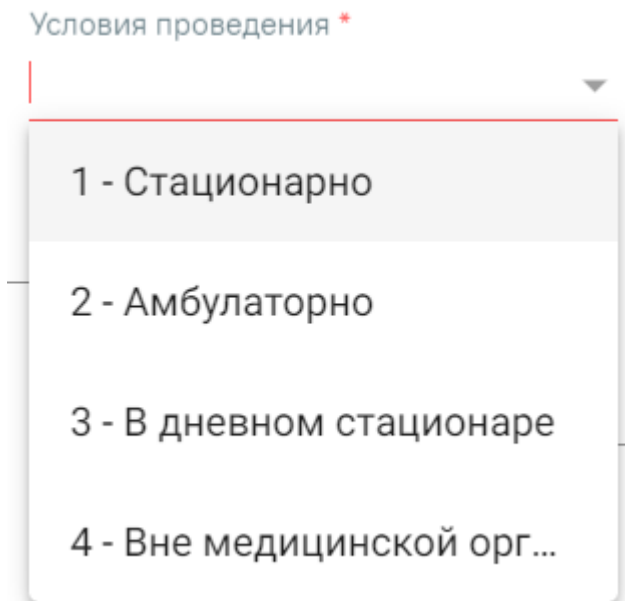 Условия проведения *
1 - Стационарно
2 - Амбулаторно
3 - В дневном стационаре
4 - Вне медицинской орг...